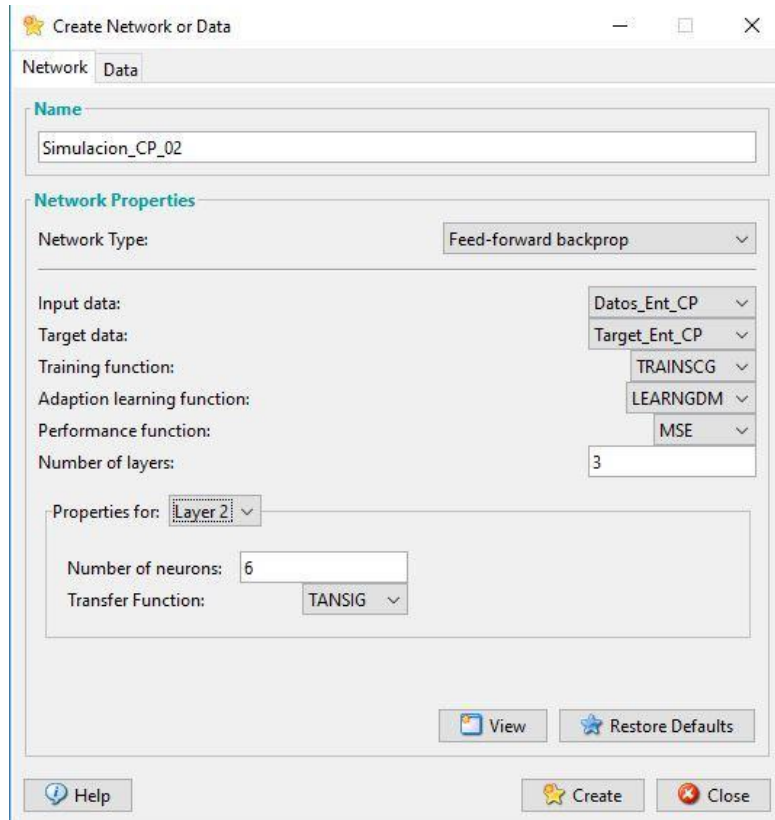 Create Network or Data
Network Data
Name
Simulacion_CP_02
Network Properties
Network Type: Feed-forward backprop
Input data: Datos_Ent_CP
Target data: Target_Ent_CP
Training function: TRAINSCG
Adaption learning function: LEARNGDM
Performance function: MSE
Number of layers: 3
Properties for: Layer 2
Number of neurons: 6
Transfer Function: TANSIG
View Restore Defaults
Help Create Close